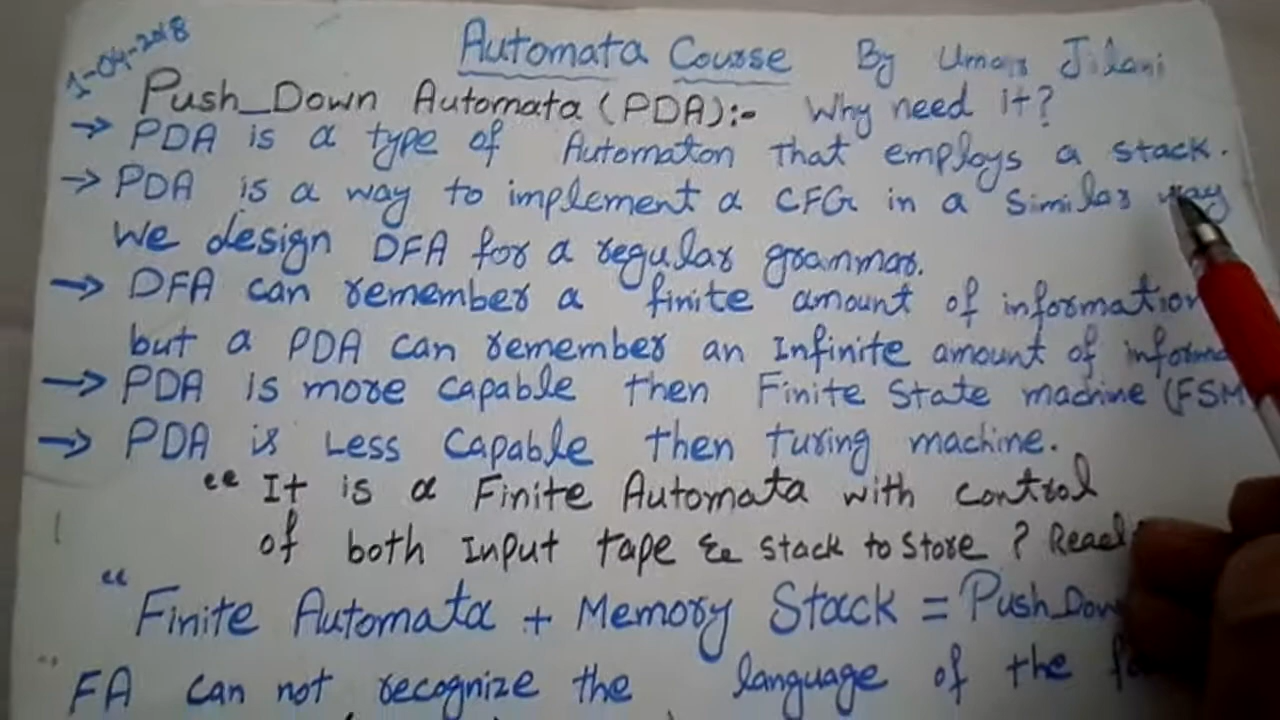 1-04-2018
Automata Course By Umair Jilani
Push_Down Automata (PDA):- Why need it?
→ PDA is a type of Automaton That employs a stack.
→ PDA is a way to implement a CFG in a similar way
We design DFA for a regular grammar.
→ DFA can remember a finite amount of information
but a PDA can remember an Infinite amount of
→ PDA is more capable then Finite State machine (FSM
→ PDA is Less Capable then turing machine.
“ It is a Finite Automata with control
of both Input tape & stack to store ? Read
“ Finite Automata + Memory Stack = Push_Down
FA can not recognize the language of the